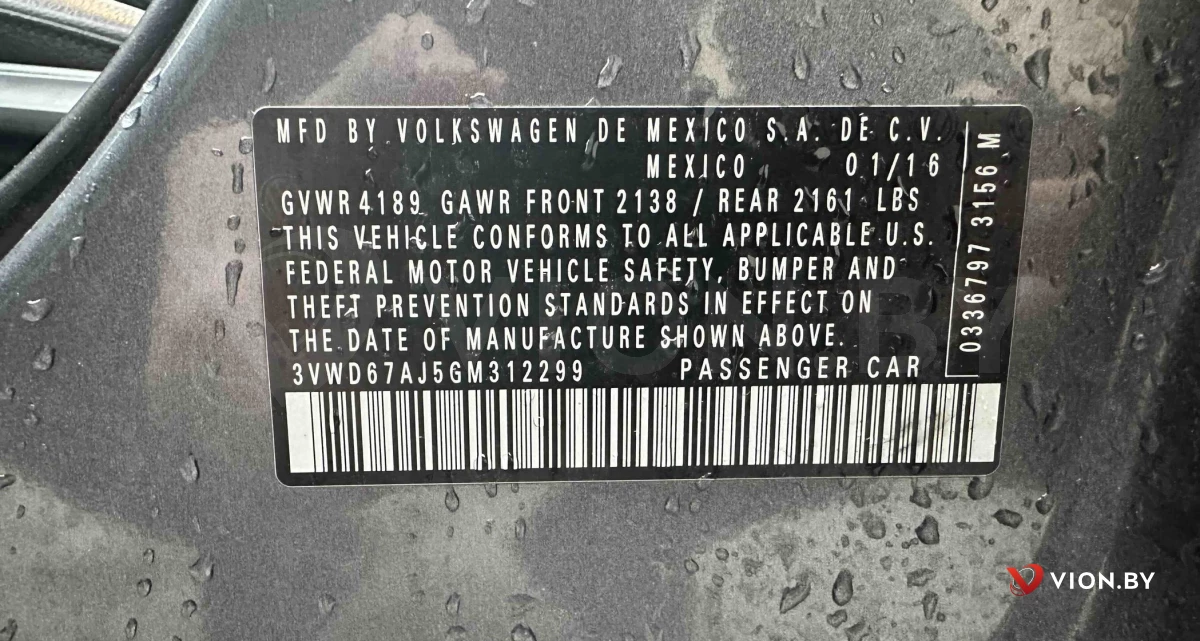 MFD BY VOLKSWAGEN DE MEXICO S.A. DE C.V.
MEXICO 01/16
GVWR 4189 GAWR FRONT 2138 / REAR 2161 LBS
THIS VEHICLE CONFORMS TO ALL APPLICABLE U.S.
FEDERAL MOTOR VEHICLE SAFETY, BUMPER AND
THEFT PREVENTION STANDARDS IN EFFECT ON
THE DATE OF MANUFACTURE SHOWN ABOVE.
3VWD67AJ5GM312299 PASSENGER CAR
0336797 3156 M
VION.BY
VION.BY